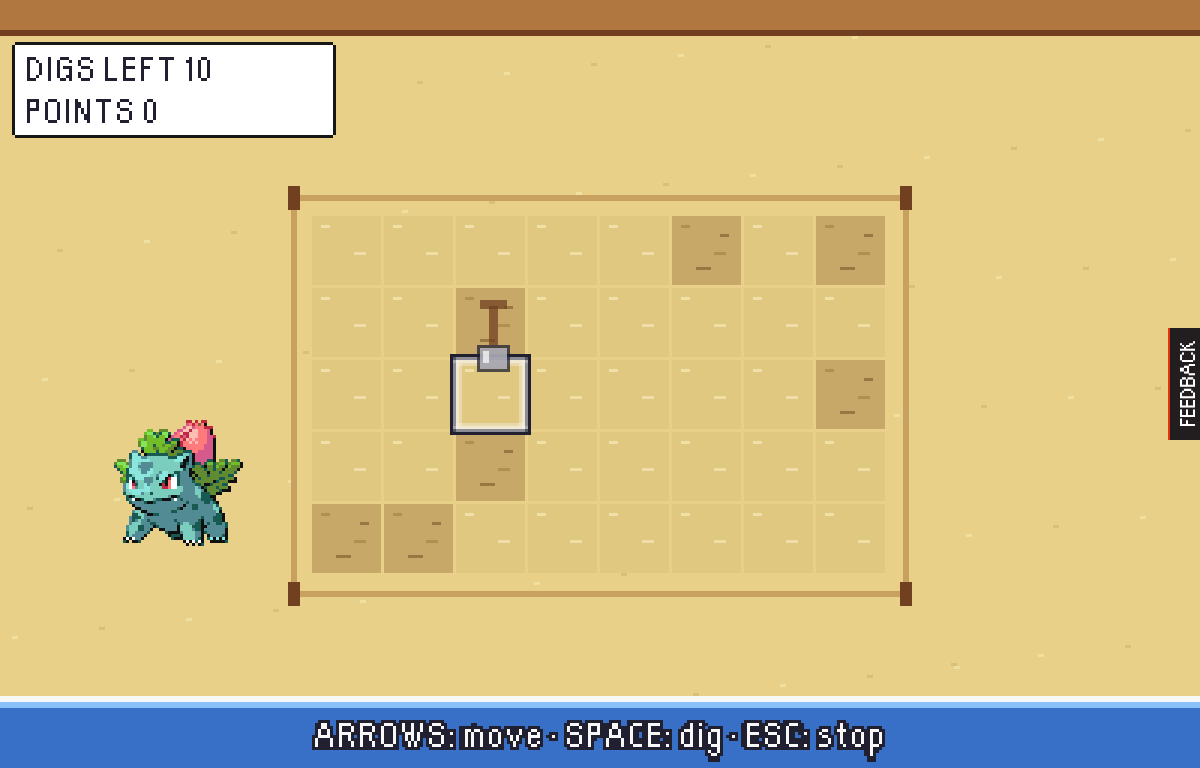 DIGS LEFT 10
POINTS 0
FEEDBACK
ARROWS: move · SPACE: dig · ESC: stop